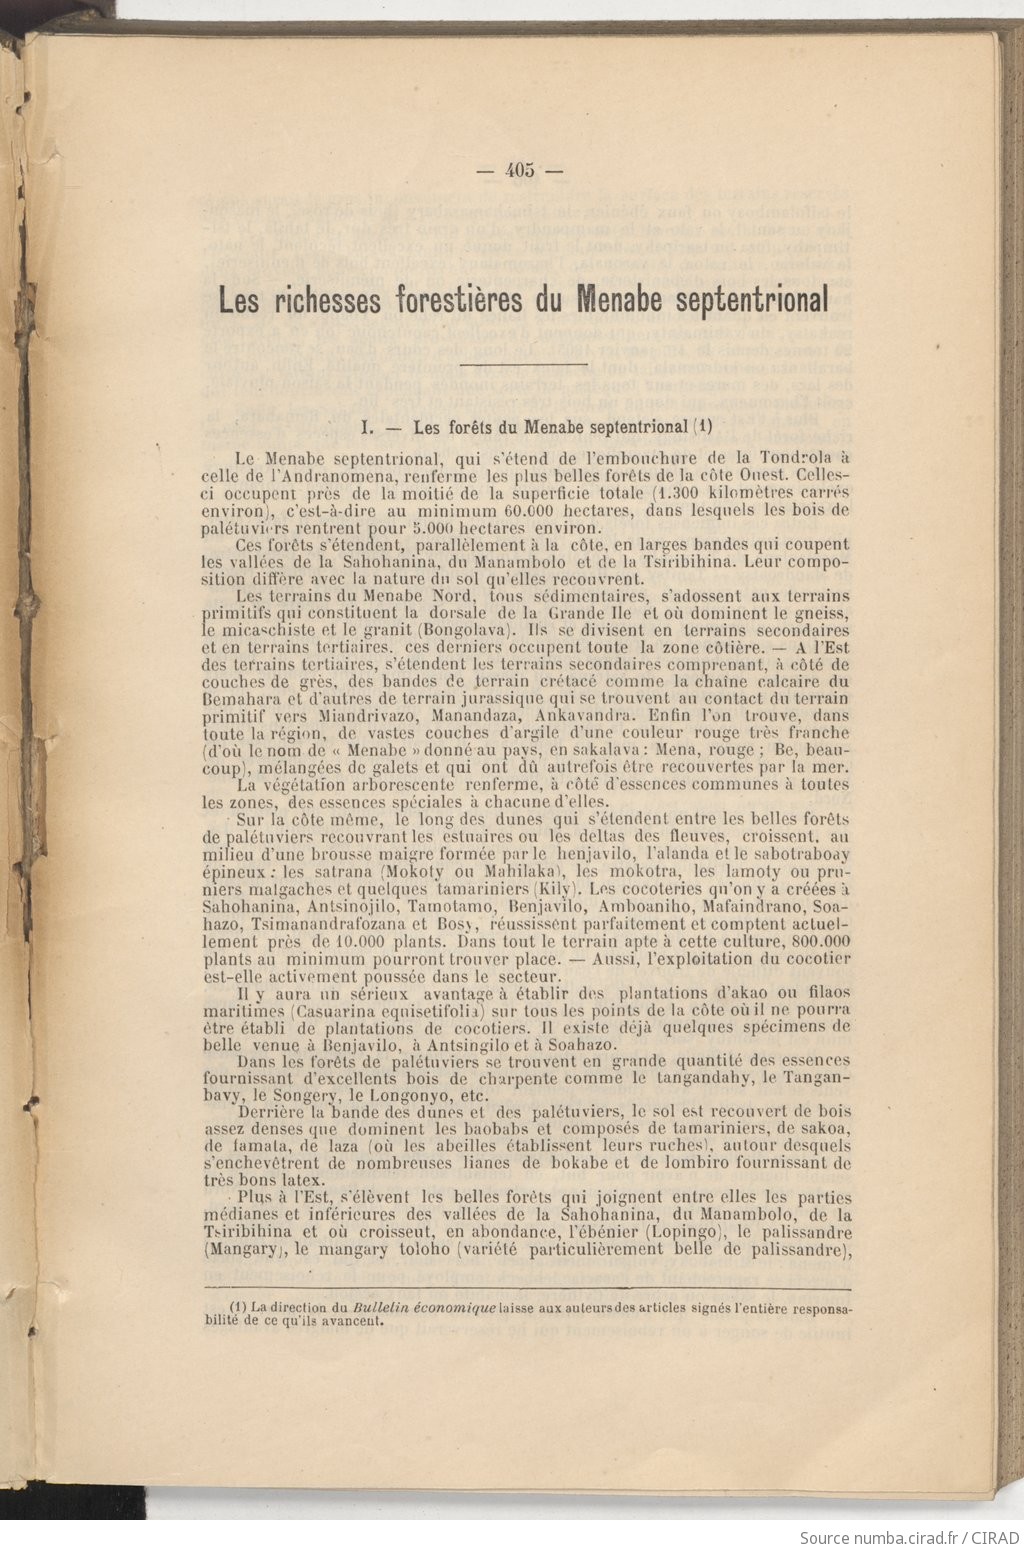 — 405 —
Les richesses forestières du Menabe septentrional
I. — Les forêts du Menabe septentrional (1)
Le Menabe septentrional, qui s'étend de l'embouchure de la Tondrola à
celle de l'Andranomena, renferme les plus belles forêts de la côte Ouest. Celles-
ci occupent près de la moitié de la superficie totale (1.300 kilomètres carrés
environ), c'est-à-dire au minimum 60.000 hectares, dans lesquels les bois de
palétuviers rentrent pour 5.000 hectares environ.
Ces forêts s'étendent, parallèlement à la côte, en larges bandes qui coupent
les vallées de la Sahohanina, du Manambolo et de la Tsiribihina. Leur compo-
sition diffère avec la nature du sol qu'elles recouvrent.
Les terrains du Menabe Nord, tous sédimentaires, s'adossent aux terrains
primitifs qui constituent la dorsale de la Grande Ile et où dominent le gneiss,
le micaschiste et le granit (Bongolava). Ils se divisent en terrains secondaires
et en terrains tertiaires. ces derniers occupent toute la zone côtière. — A l'Est
des terrains tertiaires, s'étendent les terrains secondaires comprenant, à côté de
couches de grès, des bandes de terrain crétacé comme la chaîne calcaire du
Bemahara et d'autres de terrain jurassique qui se trouvent au contact du terrain
primitif vers Miandrivazo, Manandaza, Ankavandra. Enfin l'on trouve, dans
toute la région, de vastes couches d'argile d'une couleur rouge très franche
(d'où le nom de « Menabe » donné au pays, en sakalava : Mena, rouge ; Be, beau-
coup), mélangées de galets et qui ont dû autrefois être recouvertes par la mer.
La végétation arborescente renferme, à côté d'essences communes à toutes
les zones, des essences spéciales à chacune d'elles.
Sur la côte même, le long des dunes qui s'étendent entre les belles forêts
de palétuviers recouvrant les estuaires ou les deltas des fleuves, croissent, au
milieu d'une brousse maigre formée par le henjavilo, l'alanda et le sabotraboay
épineux : les satrana (Mokoty ou Mahilaka), les mokotra, les lamoty ou pru-
niers malgaches et quelques tamariniers (Kily). Les cocoteries qu'on y a créées à
Sahohanina, Antsinojilo, Tamotamo, Benjavilo, Amboaniho, Mafaindrano, Soa-
hazo, Tsimanandrafozana et Bosy, réussissent parfaitement et comptent actuel-
lement près de 10.000 plants. Dans tout le terrain apte à cette culture, 800.000
plants au minimum pourront trouver place. — Aussi, l'exploitation du cocotier
est-elle activement poussée dans le secteur.
Il y aura un sérieux avantage à établir des plantations d'akao ou filaos
maritimes (Casuarina equisetifolia) sur tous les points de la côte où il ne pourra
être établi de plantations de cocotiers. Il existe déjà quelques spécimens de
belle venue à Benjavilo, à Antsingilo et à Soahazo.
Dans les forêts de palétuviers se trouvent en grande quantité des essences
fournissant d'excellents bois de charpente comme le tangandahy, le Tangan-
bavy, le Songery, le Longonyo, etc.
Derrière la bande des dunes et des palétuviers, le sol est recouvert de bois
assez denses que dominent les baobabs et composés de tamariniers, de sakoa,
de famata, de laza (où les abeilles établissent leurs ruches), autour desquels
s'enchevêtrent de nombreuses lianes de bokabe et de lombiro fournissant de
très bons latex.
Plus à l'Est, s'élèvent les belles forêts qui joignent entre elles les parties
médianes et inférieures des vallées de la Sahohanina, du Manambolo, de la
Tsiribihina et où croissent, en abondance, l'ébénier (Lopingo), le palissandre
(Mangary), le mangary toloho (variété particulièrement belle de palissandre),
(1) La direction du Bulletin économique laisse aux auteurs des articles signés l'entière responsa-
bilité de ce qu'ils avancent.
Source numba.cirad.fr / CIRAD